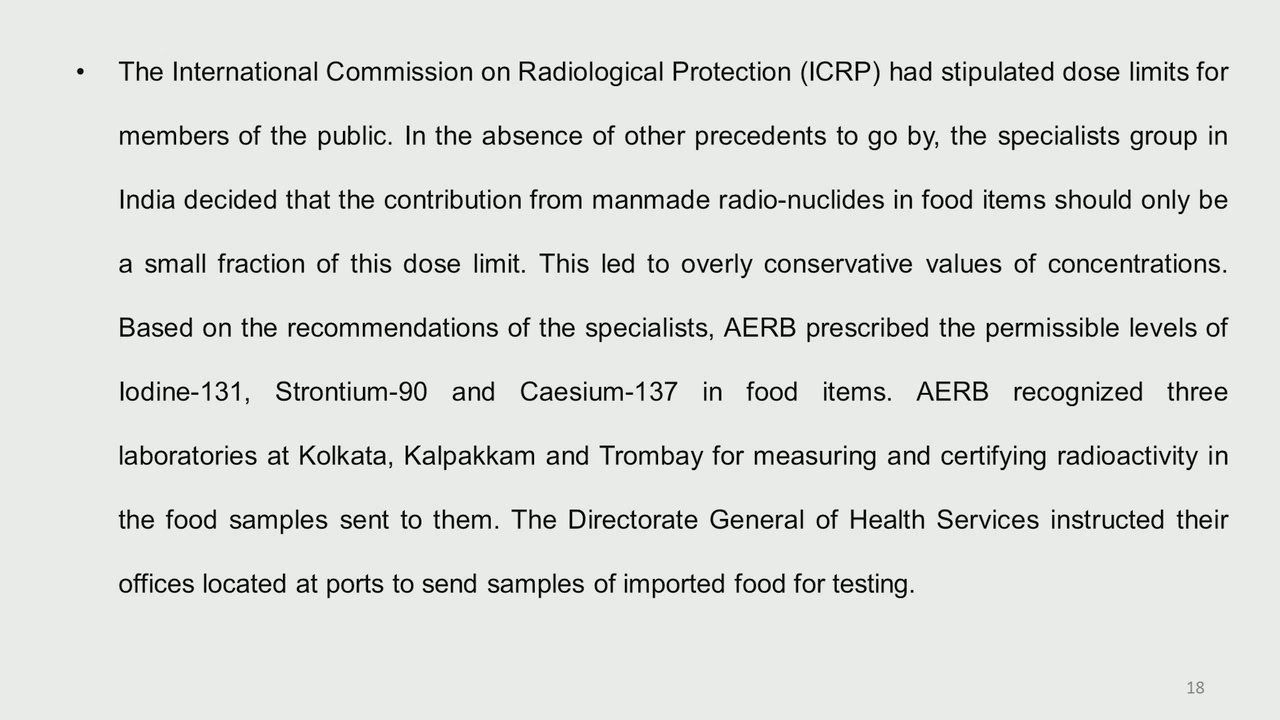 • The International Commission on Radiological Protection (ICRP) had stipulated dose limits for
members of the public. In the absence of other precedents to go by, the specialists group in
India decided that the contribution from manmade radio-nuclides in food items should only be
a small fraction of this dose limit. This led to overly conservative values of concentrations.
Based on the recommendations of the specialists, AERB prescribed the permissible levels of
Iodine-131, Strontium-90 and Caesium-137 in food items. AERB recognized three
laboratories at Kolkata, Kalpakkam and Trombay for measuring and certifying radioactivity in
the food samples sent to them. The Directorate General of Health Services instructed their
offices located at ports to send samples of imported food for testing.
18